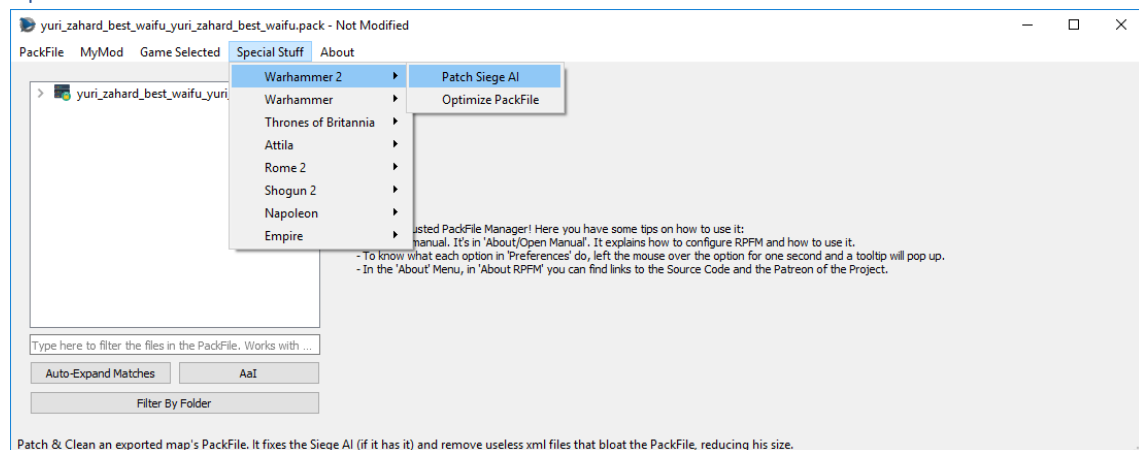 yuri_zahard_best_waifu_yuri_zahard_best_waifu.pack - Not Modified
PackFile MyMod Game Selected Special Stuff About
Warhammer 2
Patch Siege AI
yuri_zahard_best_waifu_yuri
Warhammer
Optimize PackFile
Thrones of Britannia
Attila
Rome 2
Shogun 2
Napoleon
Empire
usted PackFile Manager! Here you have some tips on how to use it:
manual. It's in 'About/Open Manual'. It explains how to configure RPFM and how to use it.
- To know what each option in 'Preferences' do, left the mouse over the option for one second and a tooltip will pop up.
- In the 'About' Menu, in 'About RPFM' you can find links to the Source Code and the Patreon of the Project.
Type here to filter the files in the PackFile. Works with ...
Auto-Expand Matches AaI
Filter By Folder
Patch & Clean an exported map's PackFile. It fixes the Siege AI (if it has it) and remove useless xml files that bloat the PackFile, reducing his size.